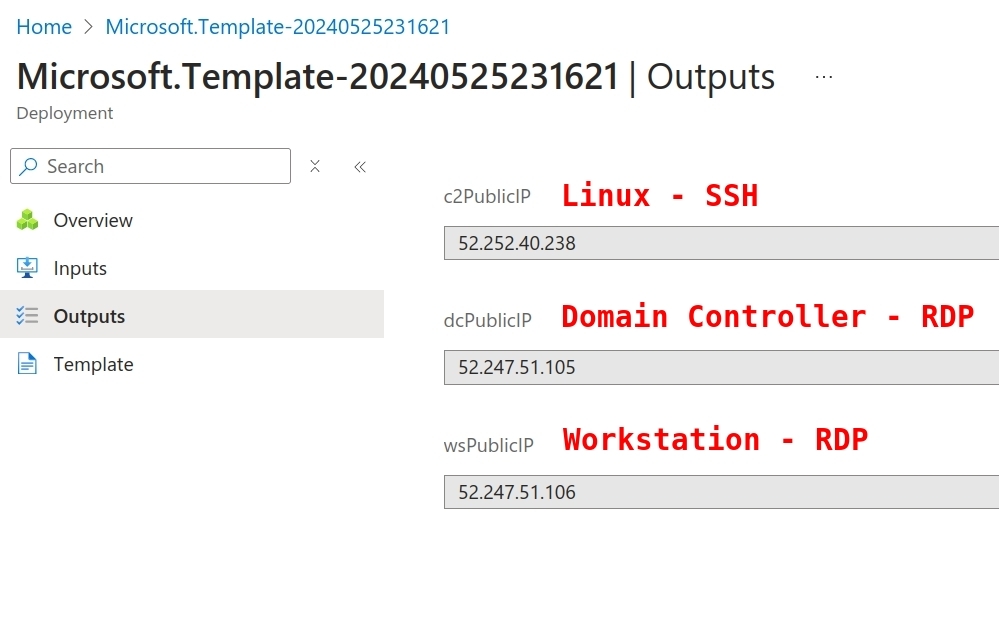 Home > Microsoft.Template-20240525231621
Microsoft.Template-20240525231621 | Outputs ...
Deployment
Search
Overview
Inputs
Outputs
Template
c2PublicIP Linux - SSH
52.252.40.238
dcPublicIP Domain Controller - RDP
52.247.51.105
wsPublicIP Workstation - RDP
52.247.51.106